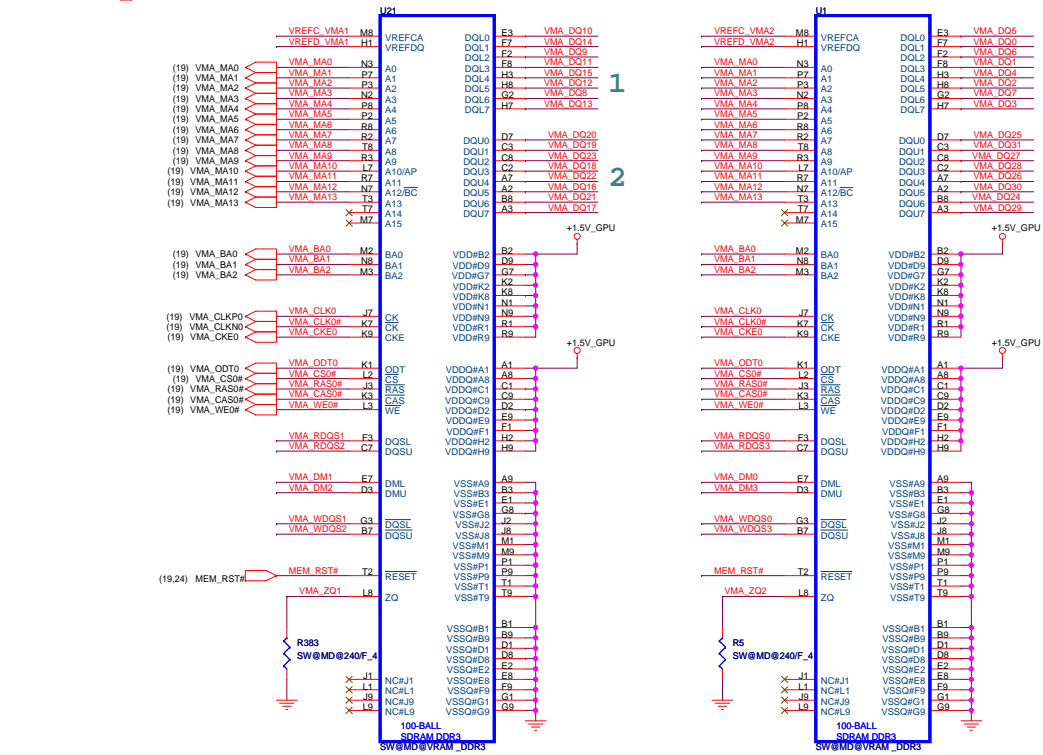 U21 U1
VREFC_VMA1 M8 VREFCA DQL0 E3 VMA_DQ10 VREFC_VMA2 M8 VREFCA DQL0 E3 VMA_DQ5
VREFD_VMA1 H1 VREFDQ DQL1 F7 VMA_DQ14 VREFD_VMA2 H1 VREFDQ DQL1 F7 VMA_DQ0
DQL2 F2 VMA_DQ9 DQL2 F2 VMA_DQ6
(19) VMA_MA0 VMA_MA0 N3 A0 DQL3 F8 VMA_DQ11 VMA_MA0 N3 A0 DQL3 F8 VMA_DQ1
(19) VMA_MA1 VMA_MA1 P7 A1 DQL4 H3 VMA_DQ15 1 VMA_MA1 P7 A1 DQL4 H3 VMA_DQ4
(19) VMA_MA2 VMA_MA2 P3 A2 DQL5 H8 VMA_DQ12 VMA_MA2 P3 A2 DQL5 H8 VMA_DQ2
(19) VMA_MA3 VMA_MA3 N2 A3 DQL6 G2 VMA_DQ8 VMA_MA3 N2 A3 DQL6 G2 VMA_DQ7
(19) VMA_MA4 VMA_MA4 P8 A4 DQL7 H7 VMA_DQ13 VMA_MA4 P8 A4 DQL7 H7 VMA_DQ3
(19) VMA_MA5 VMA_MA5 P2 A5 VMA_MA5 P2 A5
(19) VMA_MA6 VMA_MA6 R8 A6 VMA_MA6 R8 A6
(19) VMA_MA7 VMA_MA7 R2 A7 DQU0 D7 VMA_DQ20 VMA_MA7 R2 A7 DQU0 D7 VMA_DQ25
(19) VMA_MA8 VMA_MA8 T8 A8 DQU1 C3 VMA_DQ19 VMA_MA8 T8 A8 DQU1 C3 VMA_DQ31
(19) VMA_MA9 VMA_MA9 R3 A9 DQU2 C8 VMA_DQ23 VMA_MA9 R3 A9 DQU2 C8 VMA_DQ27
(19) VMA_MA10 VMA_MA10 L7 A10/AP DQU3 C2 VMA_DQ18 VMA_MA10 L7 A10/AP DQU3 C2 VMA_DQ28
(19) VMA_MA11 VMA_MA11 R7 A11 DQU4 A7 VMA_DQ22 2 VMA_MA11 R7 A11 DQU4 A7 VMA_DQ26
(19) VMA_MA12 VMA_MA12 N7 A12/BC DQU5 A2 VMA_DQ16 VMA_MA12 N7 A12/BC DQU5 A2 VMA_DQ30
(19) VMA_MA13 VMA_MA13 T3 A13 DQU6 B8 VMA_DQ21 VMA_MA13 T3 A13 DQU6 B8 VMA_DQ24
T7 A14 DQU7 A3 VMA_DQ17 T7 A14 DQU7 A3 VMA_DQ29
M7 A15 M7 A15
+1.5V_GPU +1.5V_GPU
(19) VMA_BA0 VMA_BA0 M2 BA0 VDD#B2 B2 VMA_BA0 M2 BA0 VDD#B2 B2
(19) VMA_BA1 VMA_BA1 N8 BA1 VDD#D9 D9 VMA_BA1 N8 BA1 VDD#D9 D9
(19) VMA_BA2 VMA_BA2 M3 BA2 VDD#G7 G7 VMA_BA2 M3 BA2 VDD#G7 G7
VDD#K2 K2 VDD#K2 K2
VDD#K8 K8 VDD#K8 K8
VDD#N1 N1 VDD#N1 N1
(19) VMA_CLKP0 VMA_CLK0 J7 CK VDD#N9 N9 VMA_CLK0 J7 CK VDD#N9 N9
(19) VMA_CLKN0 VMA_CLK0# K7 CK VDD#R1 R1 VMA_CLK0# K7 CK VDD#R1 R1
(19) VMA_CKE0 VMA_CKE0 K9 CKE VDD#R9 R9 VMA_CKE0 K9 CKE VDD#R9 R9
+1.5V_GPU +1.5V_GPU
(19) VMA_ODT0 VMA_ODT0 K1 ODT VDDQ#A1 A1 VMA_ODT0 K1 ODT VDDQ#A1 A1
(19) VMA_CS0# VMA_CS0# L2 CS VDDQ#A8 A8 VMA_CS0# L2 CS VDDQ#A8 A8
(19) VMA_RAS0# VMA_RAS0# J3 RAS VDDQ#C1 C1 VMA_RAS0# J3 RAS VDDQ#C1 C1
(19) VMA_CAS0# VMA_CAS0# K3 CAS VDDQ#C9 C9 VMA_CAS0# K3 CAS VDDQ#C9 C9
(19) VMA_WE0# VMA_WE0# L3 WE VDDQ#D2 D2 VMA_WE0# L3 WE VDDQ#D2 D2
VDDQ#E9 E9 VDDQ#E9 E9
VDDQ#F1 F1 VDDQ#F1 F1
VMA_RDQS1 F3 DQSL VDDQ#H2 H2 VMA_RDQS0 F3 DQSL VDDQ#H2 H2
VMA_RDQS2 C7 DQSU VDDQ#H9 H9 VMA_RDQS3 C7 DQSU VDDQ#H9 H9
VMA_DM1 E7 DML VSS#A9 A9 VMA_DM0 E7 DML VSS#A9 A9
VMA_DM2 D3 DMU VSS#B3 B3 VMA_DM3 D3 DMU VSS#B3 B3
VSS#E1 E1 VSS#E1 E1
VSS#G8 G8 VSS#G8 G8
VMA_WDQS1 G3 DQSL VSS#J2 J2 VMA_WDQS0 G3 DQSL VSS#J2 J2
VMA_WDQS2 B7 DQSU VSS#J8 J8 VMA_WDQS3 B7 DQSU VSS#J8 J8
VSS#M1 M1 VSS#M1 M1
VSS#M9 M9 VSS#M9 M9
VSS#P1 P1 VSS#P1 P1
(19,24) MEM_RST# MEM_RST# T2 RESET VSS#P9 P9 MEM_RST# T2 RESET VSS#P9 P9
VSS#T1 T1 VSS#T1 T1
VMA_ZQ1 L8 ZQ VSS#T9 T9 VMA_ZQ2 L8 ZQ VSS#T9 T9
VSSQ#B1 B1 VSSQ#B1 B1
R383 VSSQ#B9 B9 R5 VSSQ#B9 B9
VSSQ#D1 D1 VSSQ#D1 D1
SW@MD@240/F_4 VSSQ#D8 D8 SW@MD@240/F_4 VSSQ#D8 D8
VSSQ#E2 E2 VSSQ#E2 E2
J1 NC#J1 VSSQ#E8 E8 J1 NC#J1 VSSQ#E8 E8
L1 NC#L1 VSSQ#F9 F9 L1 NC#L1 VSSQ#F9 F9
J9 NC#J9 VSSQ#G1 G1 J9 NC#J9 VSSQ#G1 G1
L9 NC#L9 VSSQ#G9 G9 L9 NC#L9 VSSQ#G9 G9
100-BALL 100-BALL
SDRAM DDR3 SDRAM DDR3
SW@MD@VRAM _DDR3 SW@MD@VRAM _DDR3